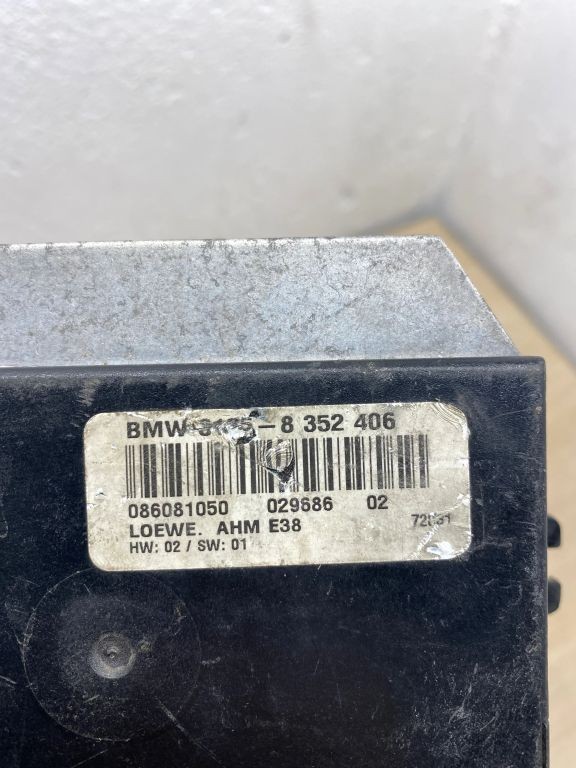 BMW -8 352 406
086081050 029686 02
LOEWE. AHM E38
HW: 02 / SW: 01